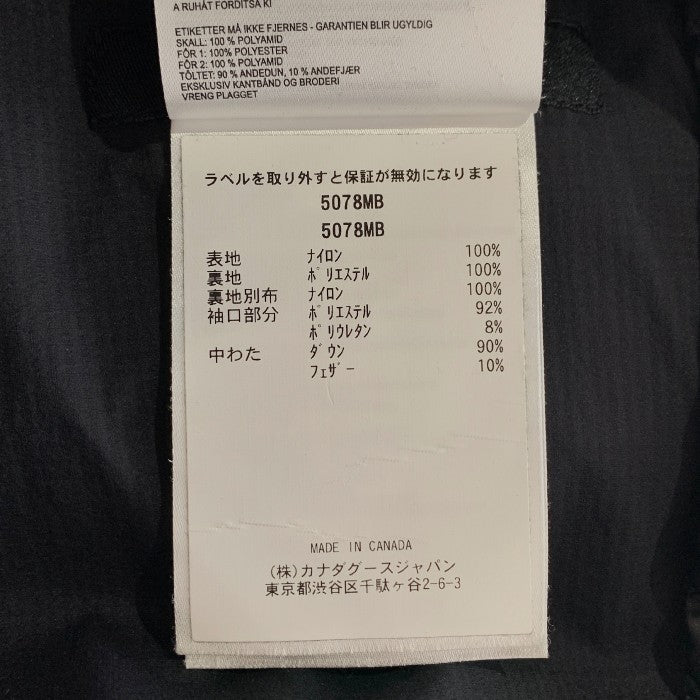 A RUHÁT FORDÍTSA KI
ETIKETTER MÅ IKKE FJERNES - GARANTIEN BLIR UGYLDIG
SKALL: 100 % POLYAMID
FÔR 1: 100% POLYESTER
FÔR 2: 100 % POLYAMID
TÖLTET: 90 % ANDEDUN, 10 % ANDEFJÆR
EKSKLUSIV KANTBÅND OG BRODERI
VRENG PLAGGET
ラベルを取り外すと保証が無効になります
5078MB
5078MB
表地 ナイロン 100%
裏地 ポリエステル 100%
裏地別布 ナイロン 100%
袖口部分 ポリエステル 92%
ポリウレタン 8%
中わた ダウン 90%
フェザー 10%
MADE IN CANADA
(株)カナダグースジャパン
東京都渋谷区千駄ヶ谷2-6-3